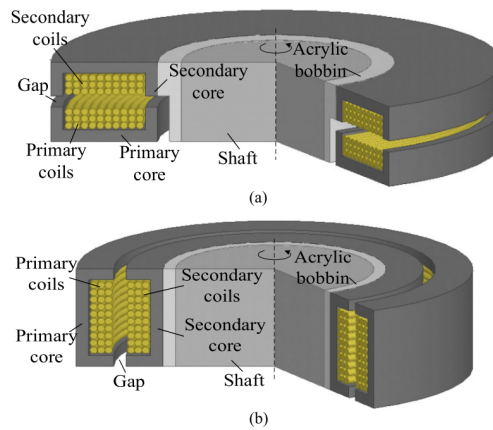 Secondary
coils
Gap
Primary
coils
Primary
core
Secondary
core
Shaft
Acrylic
bobbin
(a)
Primary
coils
Primary
core
Gap
Secondary
coils
Secondary
core
Shaft
Acrylic
bobbin
(b)